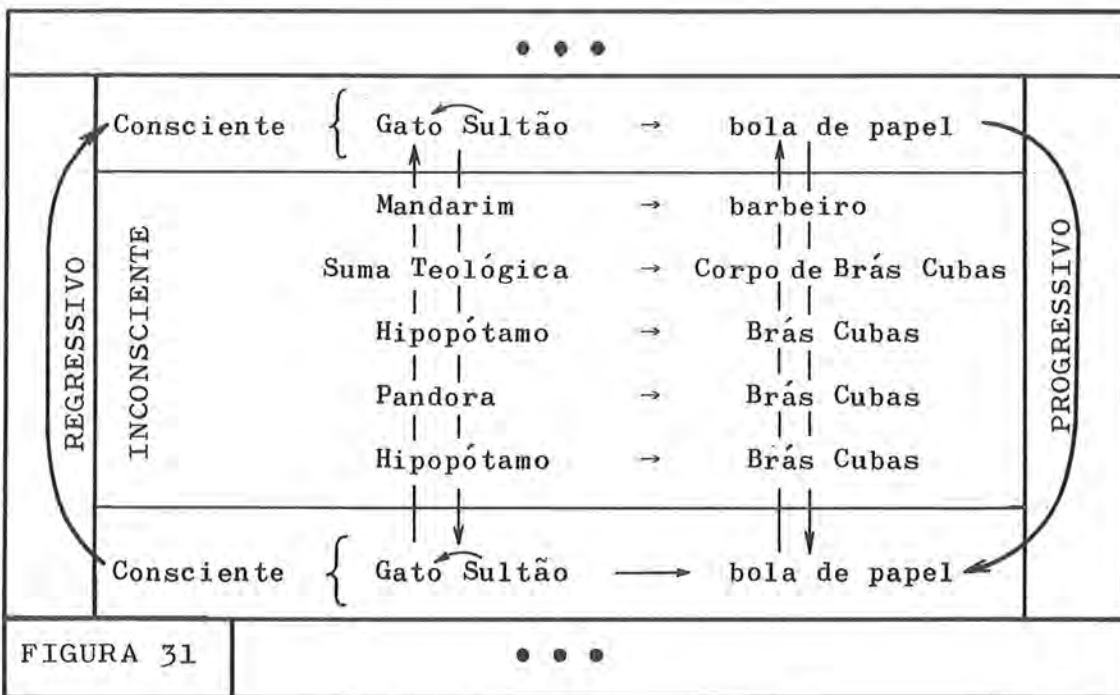 • • •
Consciente { Gato Sultão → bola de papel
Mandarim → barbeiro
Suma Teológica → Corpo de Brás Cubas
Hipopótamo → Brás Cubas
Pandora → Brás Cubas
Hipopótamo → Brás Cubas
Consciente { Gato Sultão → bola de papel
REGRESSIVO
INCONSCIENTE
PROGRESSIVO
FIGURA 31
• • •